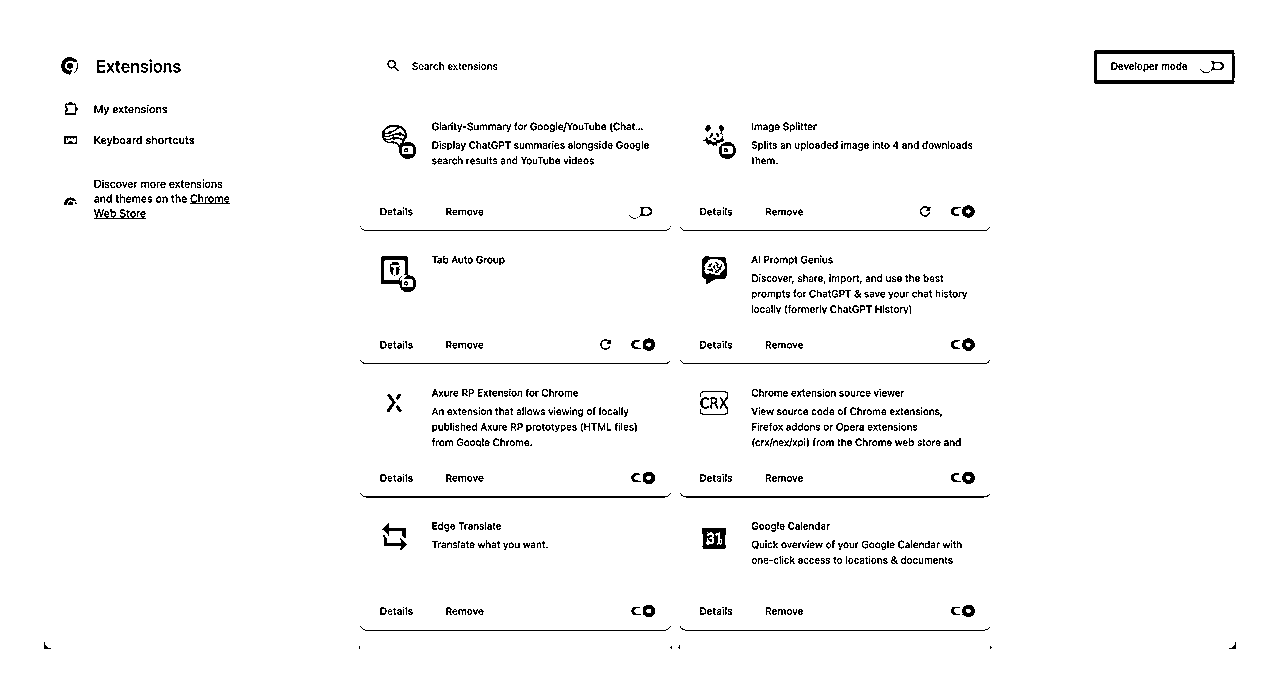 Extensions
Search extensions
Developer mode
My extensions
Keyboard shortcuts
Discover more extensions
and themes on the Chrome
Web Store
Glarity-Summary for Google/YouTube (Chat...
Display ChatGPT summaries alongside Google
search results and YouTube videos
Details Remove
Image Splitter
Splits an uploaded image into 4 and downloads
them.
Details Remove
Tab Auto Group
Details Remove
AI Prompt Genius
Discover, share, import, and use the best
prompts for ChatGPT & save your chat history
locally (formerly ChatGPT History)
Details Remove
X
Axure RP Extension for Chrome
An extension that allows viewing of locally
published Axure RP prototypes (HTML files)
from Google Chrome.
Details Remove
CRX
Chrome extension source viewer
View source code of Chrome extensions,
Firefox addons or Opera extensions
(crx/nex/xpi) from the Chrome web store and
Details Remove
Edge Translate
Translate what you want.
Details Remove
31
Google Calendar
Quick overview of your Google Calendar with
one-click access to locations & documents
Details Remove